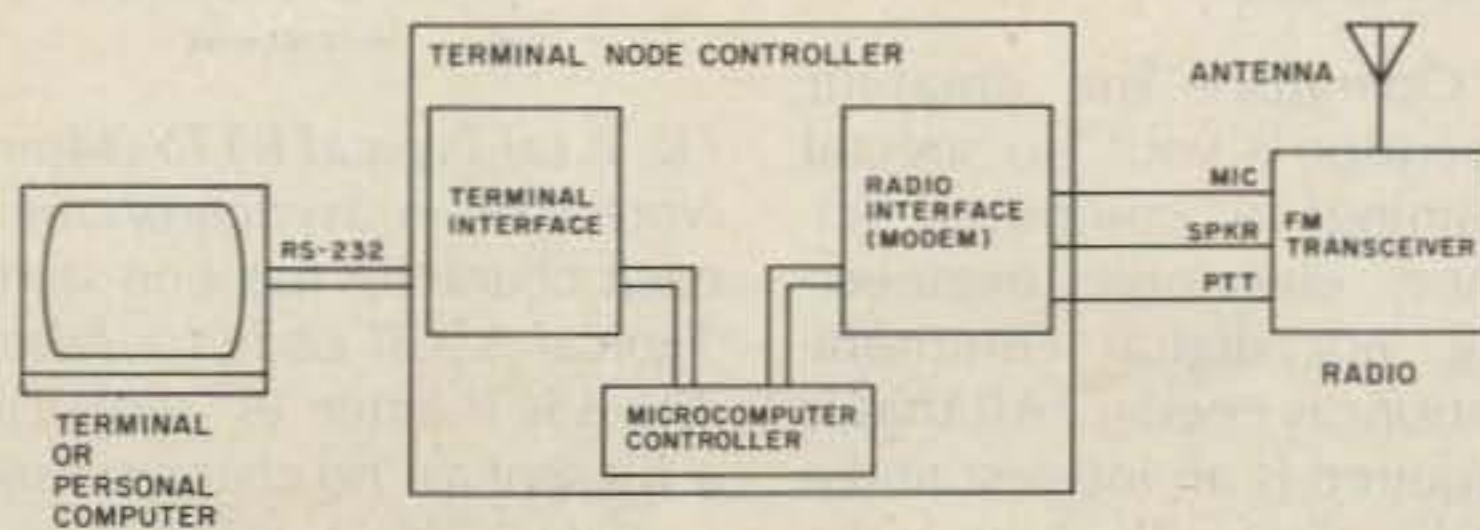 TERMINAL NODE CONTROLLER
ANTENNA
TERMINAL
INTERFACE
RADIO
INTERFACE
(MODEM)
MIC
SPKR
PTT
FM
TRANSCEIVER
RS-232
RADIO
MICROCOMPUTER
CONTROLLER
TERMINAL
OR
PERSONAL
COMPUTER